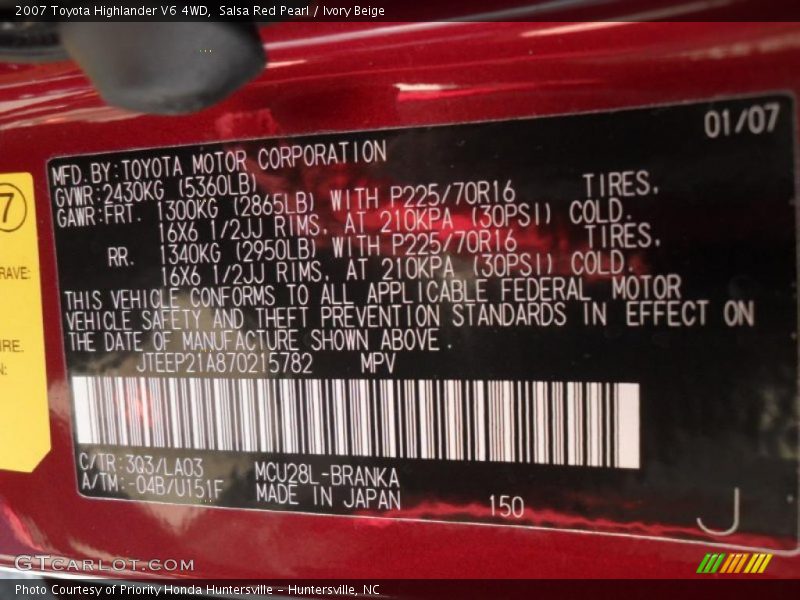 2007 Toyota Highlander V6 4WD,  Salsa Red Pearl / Ivory Beige
01/07
MFD.BY:TOYOTA MOTOR CORPORATION
GVWR:2430KG (5360LB)
GAWR:FRT. 1300KG (2865LB) WITH P225/70R16 TIRES,
16X6 1/2JJ RIMS, AT 210KPA (30PSI) COLD.
RR. 1340KG (2950LB) WITH P225/70R16 TIRES,
16X6 1/2JJ RIMS, AT 210KPA (30PSI) COLD.
THIS VEHICLE CONFORMS TO ALL APPLICABLE FEDERAL MOTOR
VEHICLE SAFETY AND THEFT PREVENTION STANDARDS IN EFFECT ON
THE DATE OF MANUFACTURE SHOWN ABOVE.
JTEEP21A870215782 MPV
C/TR:3Q3/LA03 MCU28L-BRANKA
A/TM:-04B/U151F MADE IN JAPAN 150
J
7
RAVE:
IRE.
N:
GTCARLOT.COM
Photo Courtesy of Priority Honda Huntersville - Huntersville, NC